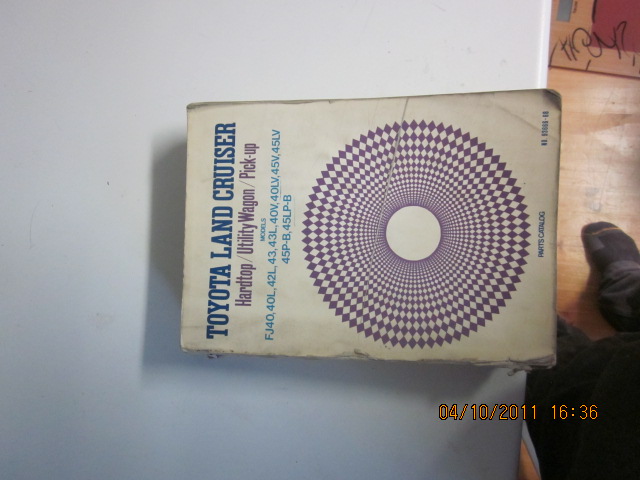 TOYOTA LAND CRUISER
Hardtop/Utility Wagon/Pick-up
MODELS
FJ40,40L,42L,43,43L,40V,40LV,45V,45LV
45P-B,45LP-B
PARTS CATALOG
04/10/2011 16:36